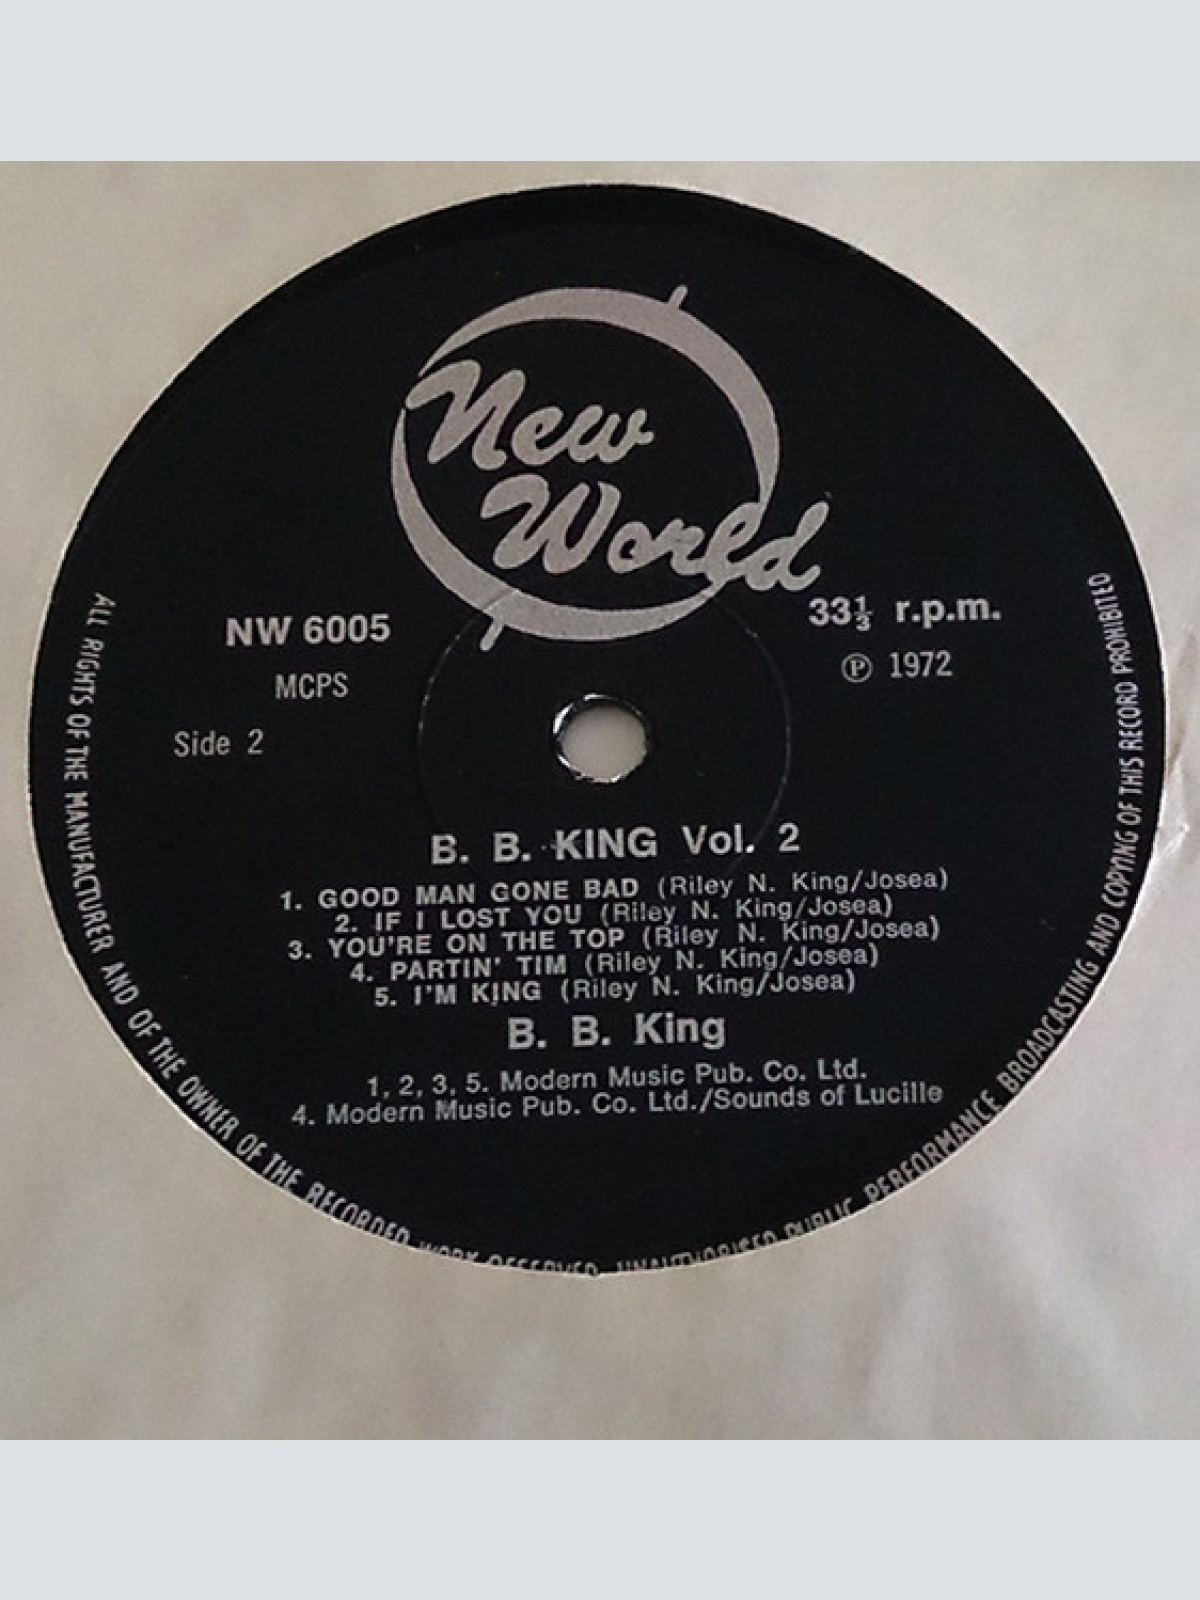 New
World
NW 6005
33⅓ r.p.m.
MCPS
℗ 1972
Side 2
B. B. KING Vol. 2
1. GOOD MAN GONE BAD (Riley N. King/Josea)
2. IF I LOST YOU (Riley N. King/Josea)
3. YOU'RE ON THE TOP (Riley N. King/Josea)
4. PARTIN' TIM (Riley N. King/Josea)
5. I'M KING (Riley N. King/Josea)
B. B. King
1, 2, 3, 5. Modern Music Pub. Co. Ltd.
4. Modern Music Pub. Co. Ltd./Sounds of Lucille
ALL RIGHTS OF THE MANUFACTURER AND OF THE OWNER OF THE RECORDED WORK RESERVED UNAUTHORISED PUBLIC PERFORMANCE BROADCASTING AND COPYING OF THIS RECORD PROHIBITED